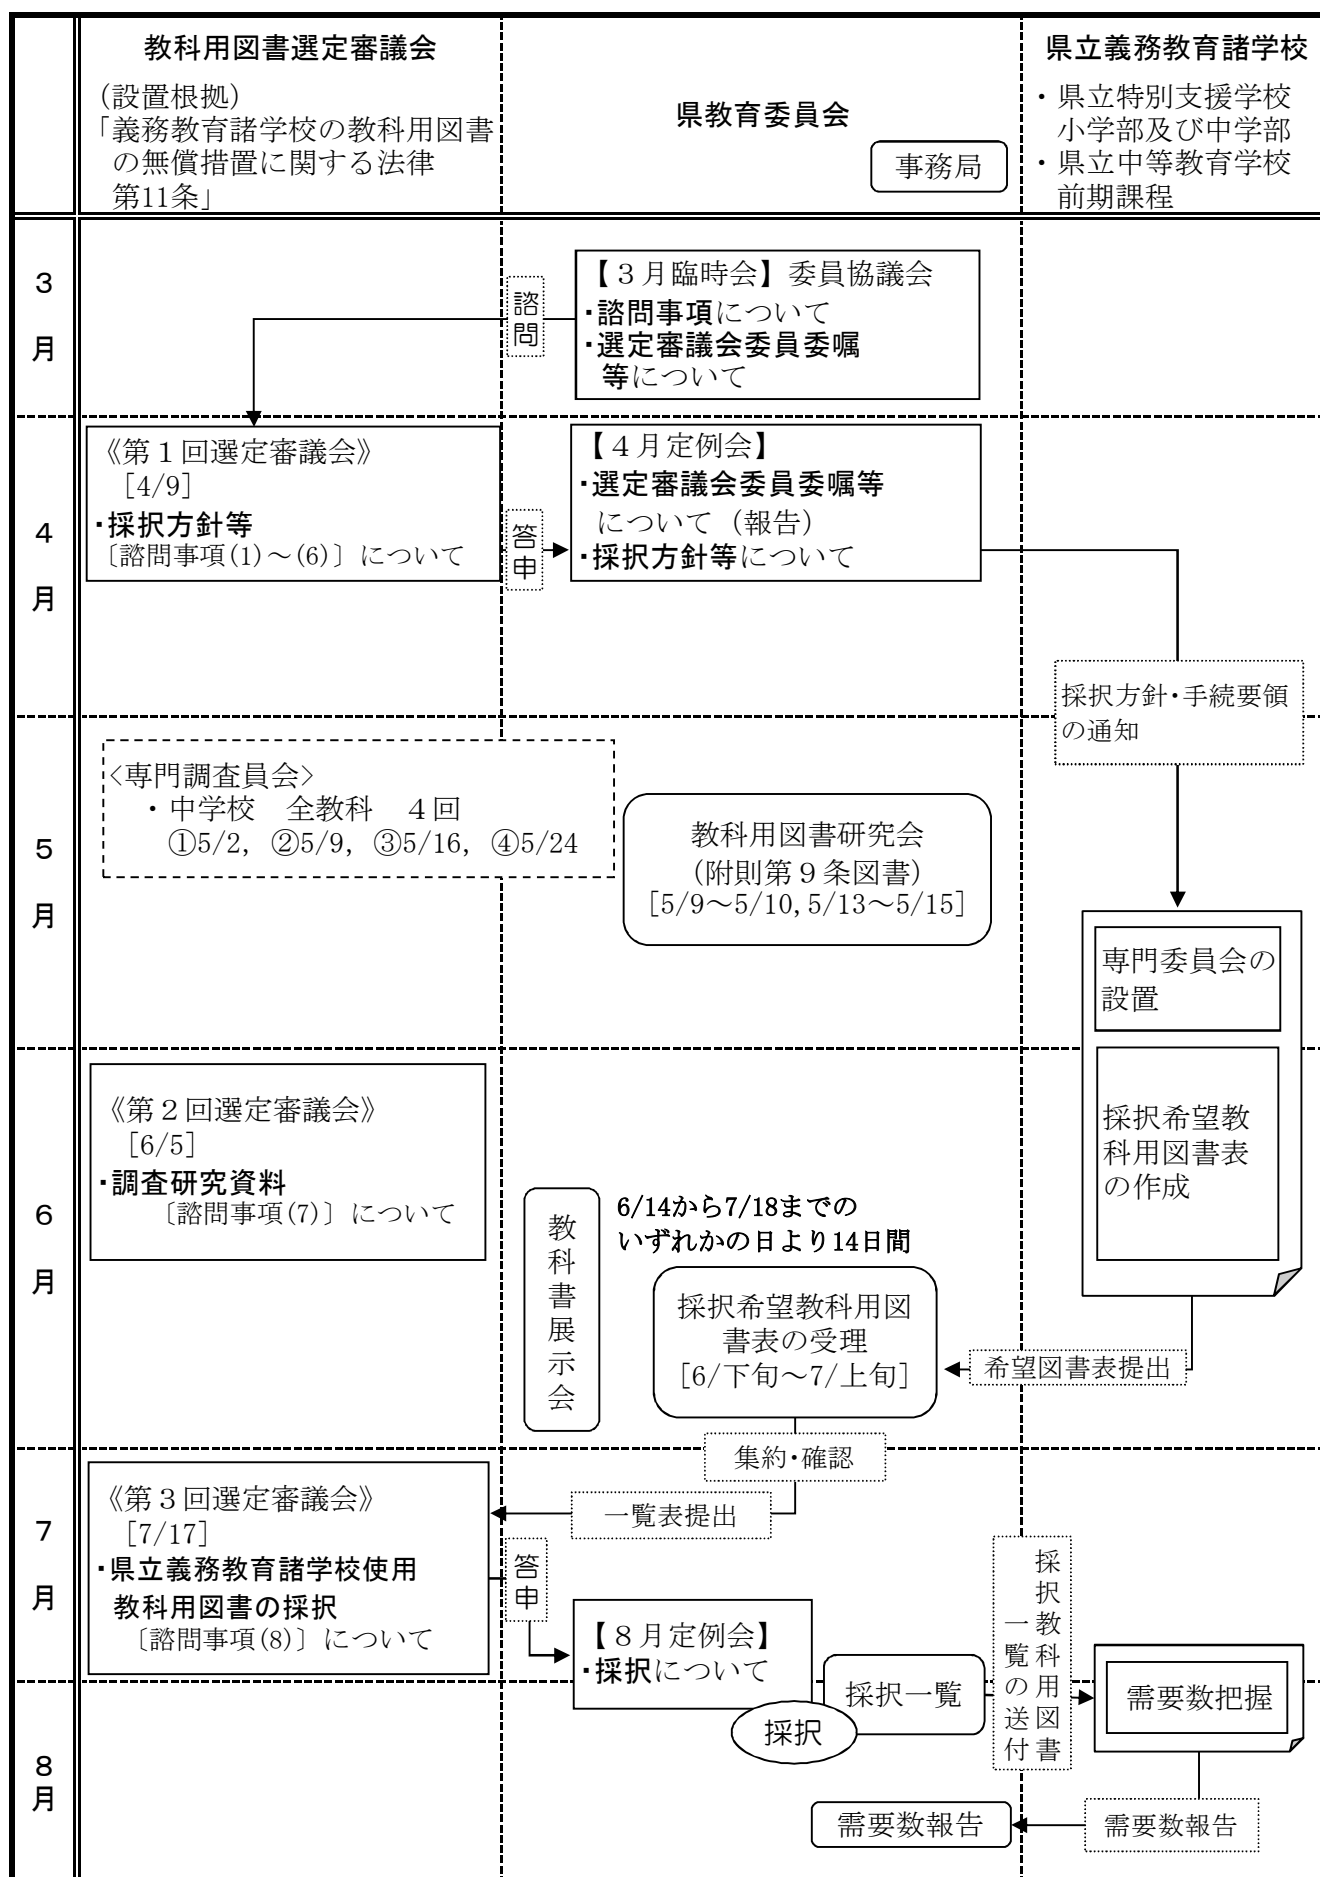 教科用図書選定審議会
(設置根拠)
「義務教育諸学校の教科用図書
の無償措置に関する法律
第11条」
県教育委員会
事務局
県立義務教育諸学校
・県立特別支援学校
小学部及び中学部
・県立中等教育学校
前期課程
3
月
諮問
【3月臨時会】委員協議会
・諮問事項について
・選定審議会委員委嘱
等について
4
月
《第1回選定審議会》
[4/9]
・採択方針等
〔諮問事項(1)~(6)〕について
答申
【4月定例会】
・選定審議会委員委嘱等
について(報告)
・採択方針等について
採択方針・手続要領
の通知
5
月
<専門調査員会>
・中学校 全教科 4回
①5/2, ②5/9, ③5/16, ④5/24
教科用図書研究会
(附則第9条図書)
[5/9~5/10,5/13~5/15]
専門委員会の
設置
6
月
《第2回選定審議会》
[6/5]
・調査研究資料
〔諮問事項(7)〕について
教科書展示会
6/14から7/18までの
いずれかの日より14日間
採択希望教科用図
書表の受理
[6/下旬~7/上旬]
採択希望教
科用図書表
の作成
希望図書表提出
集約・確認
7
月
《第3回選定審議会》
[7/17]
・県立義務教育諸学校使用
教科用図書の採択
〔諮問事項(8)〕について
一覧表提出
答申
【8月定例会】
・採択について
採択
採択一覧
採択教科用図書
一覧の送付
需要数把握
8
月
需要数報告
需要数報告